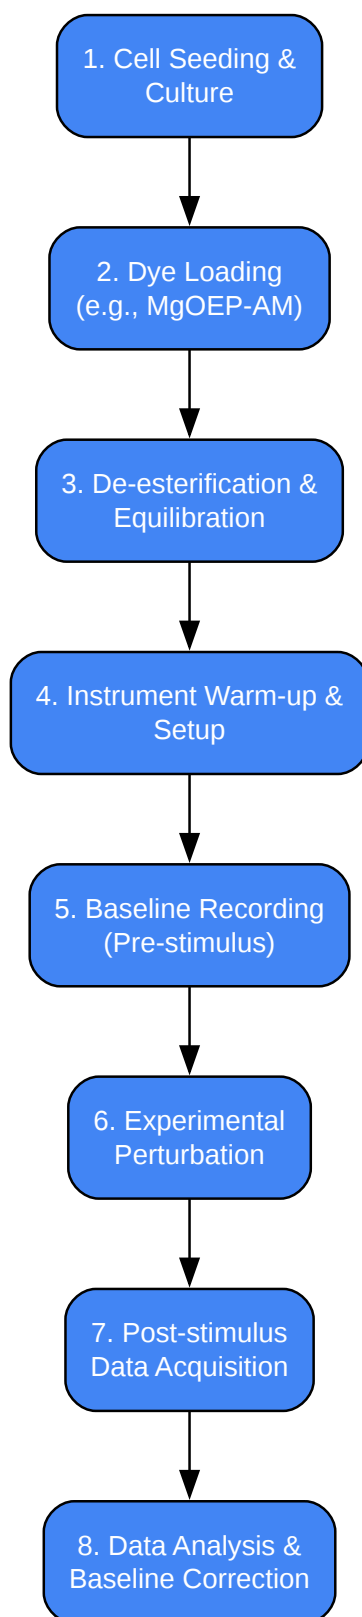 1. Cell Seeding &
Culture
2. Dye Loading
(e.g., MgOEP-AM)
3. De-esterification &
Equilibration
4. Instrument Warm-up &
Setup
5. Baseline Recording
(Pre-stimulus)
6. Experimental
Perturbation
7. Post-stimulus
Data Acquisition
8. Data Analysis &
Baseline Correction